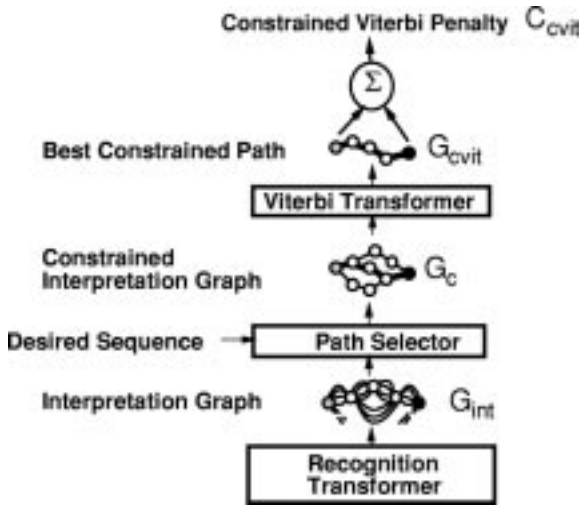 Constrained Viterbi Penalty C_cvit
Σ
Best Constrained Path G_cvit
Viterbi Transformer
Constrained
Interpretation Graph G_c
Desired Sequence Path Selector
Interpretation Graph G_int
Recognition
Transformer